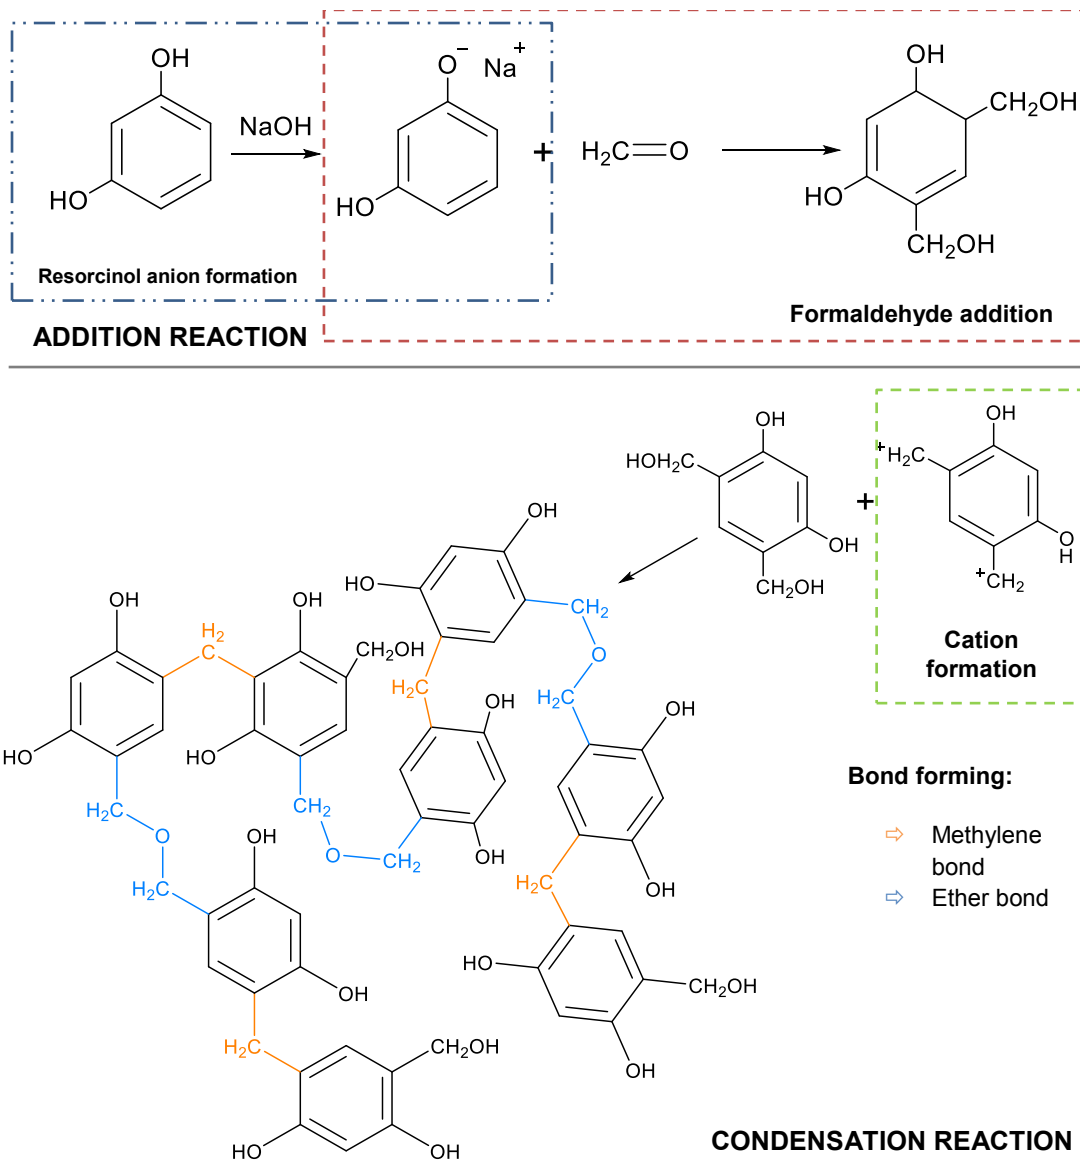 OH
HO
NaOH
O− Na+
HO
+
H2C
O
OH
CH2OH
HO
CH2OH
Resorcinol anion formation
Formaldehyde addition
ADDITION REACTION
OH
HOH2C
OH
CH2OH
+
OH
+H2C
O
H
+CH2
Cation
formation
OH
HO
CH2
O
H2C
OH
H2
C
OH
CH2OH
H2C
OH
OH
HO
HO
OH
OH
H2C
CH2
O
CH2
O
H2C
OH
OH
H2C
HO
CH2OH
OH
OH
H2C
CH2OH
HO
OH
Bond forming:
⇨ Methylene
bond
⇨ Ether bond
CONDENSATION REACTION